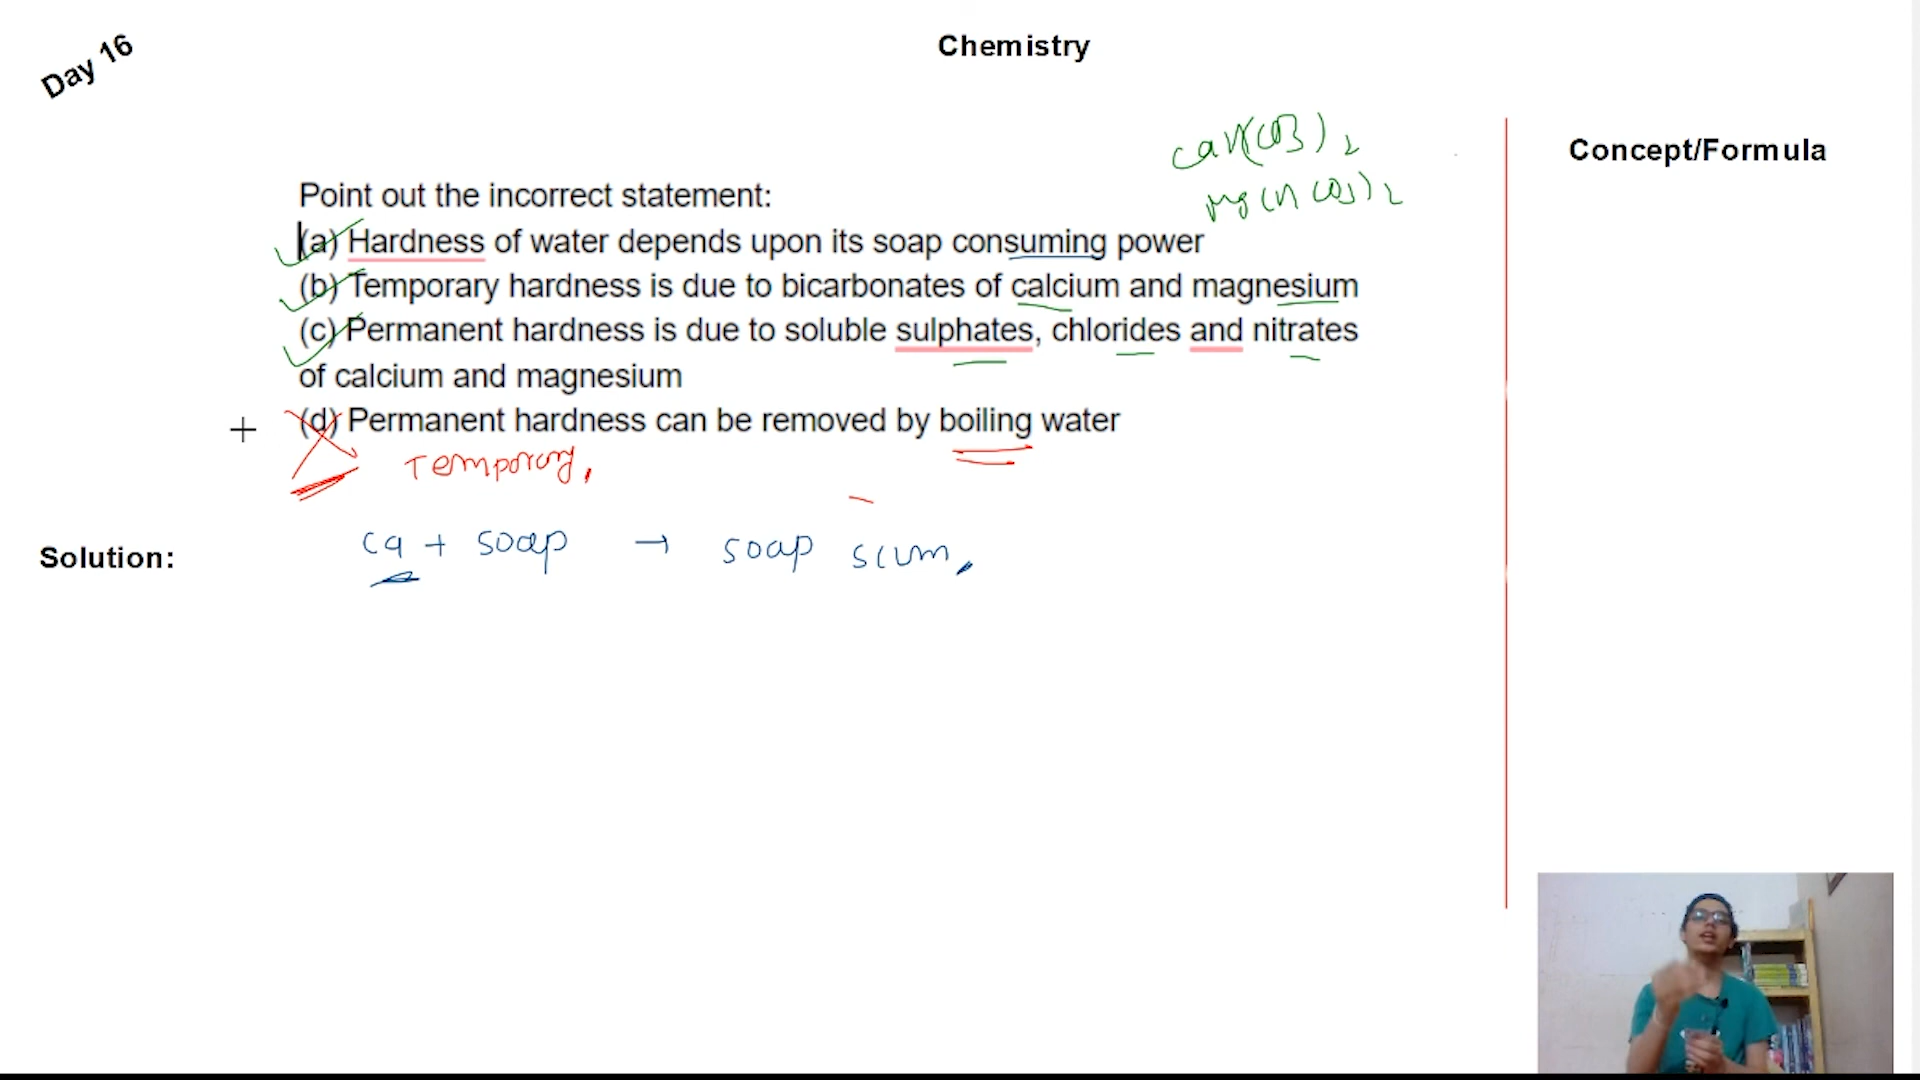 Day 16
Chemistry
Concept/Formula
Mg(HCO3)2
Point out the incorrect statement:
(a) Hardness of water depends upon its soap consuming power
(b) Temporary hardness is due to bicarbonates of calcium and magnesium
(c) Permanent hardness is due to soluble sulphates, chlorides and nitrates
of calcium and magnesium
(d) Permanent hardness can be removed by boiling water
Temporary,
Solution:
Ca + soap → soap scum,